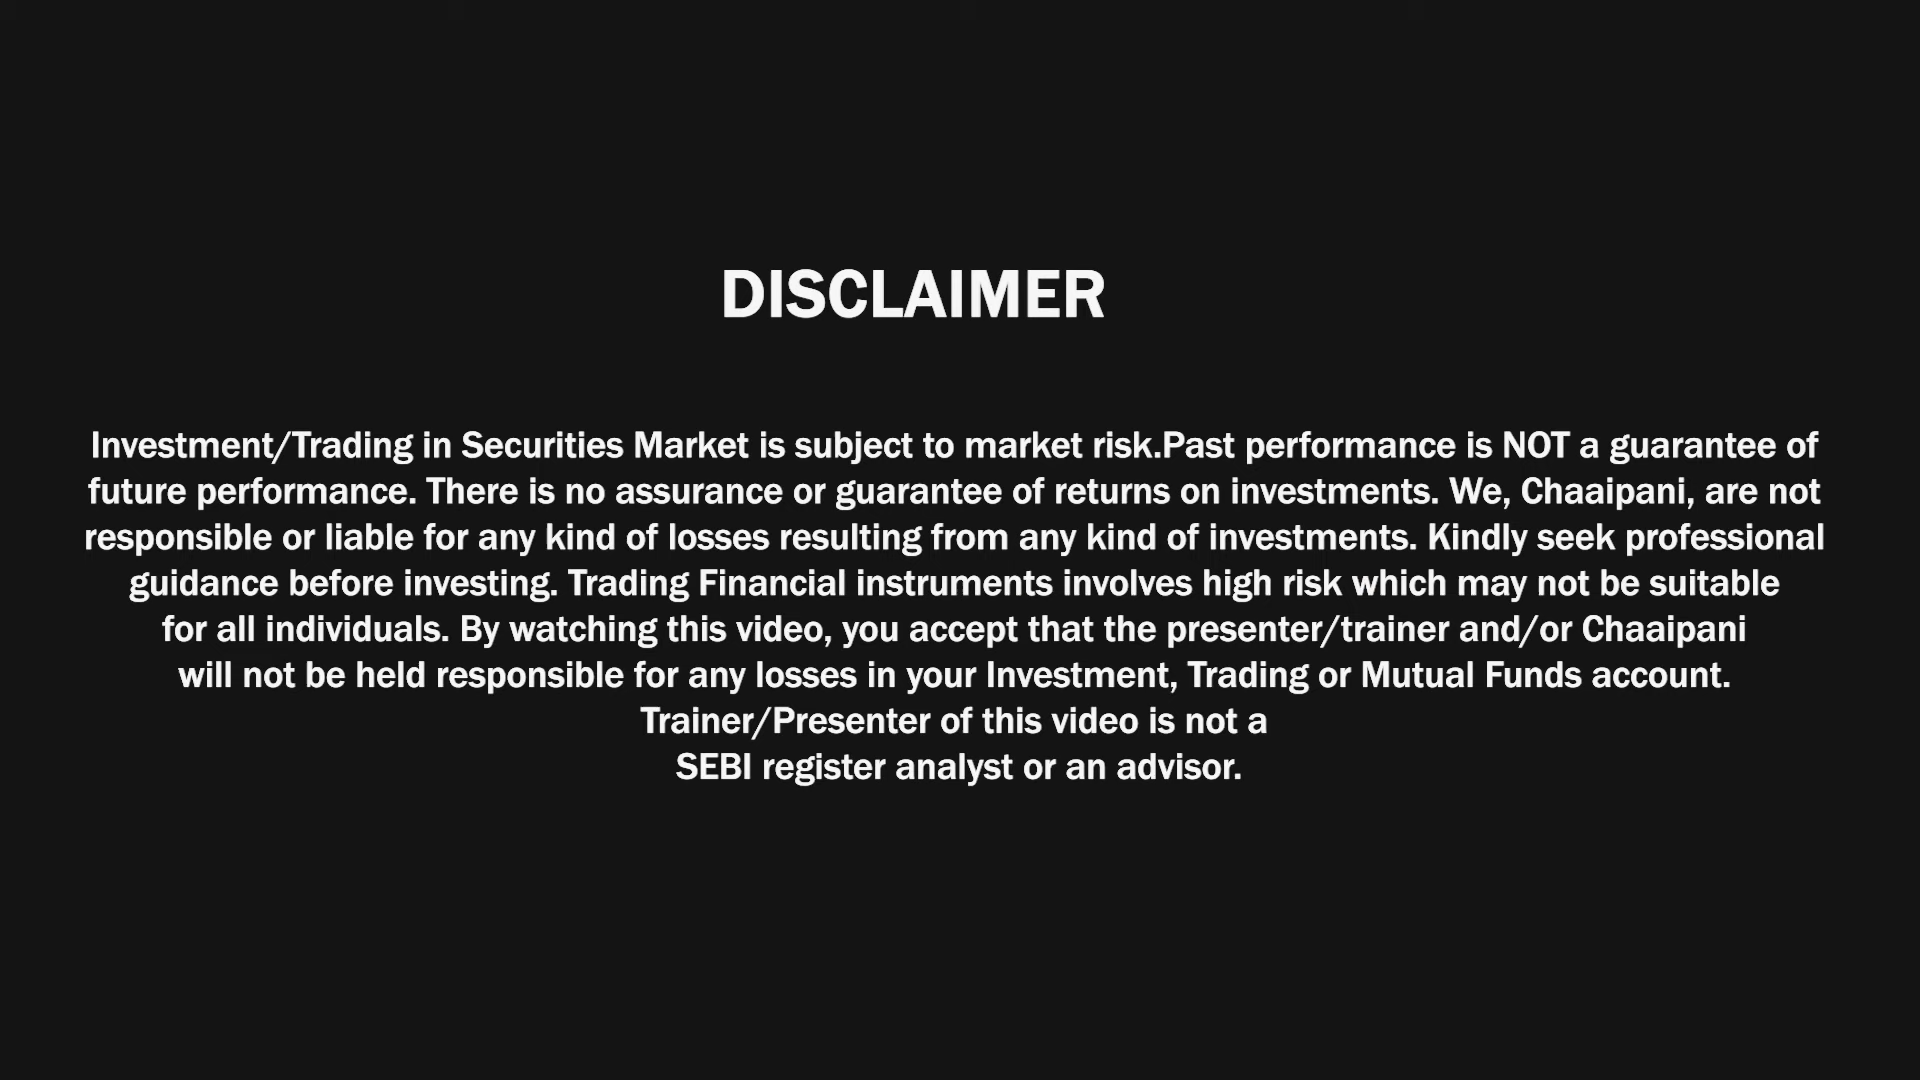 DISCLAIMER
Investment/Trading in Securities Market is subject to market risk.Past performance is NOT a guarantee of
future performance. There is no assurance or guarantee of returns on investments. We, Chaaipani, are not
responsible or liable for any kind of losses resulting from any kind of investments. Kindly seek professional
guidance before investing. Trading Financial instruments involves high risk which may not be suitable
for all individuals. By watching this video, you accept that the presenter/trainer and/or Chaaipani
will not be held responsible for any losses in your Investment, Trading or Mutual Funds account.
Trainer/Presenter of this video is not a
SEBI register analyst or an advisor.